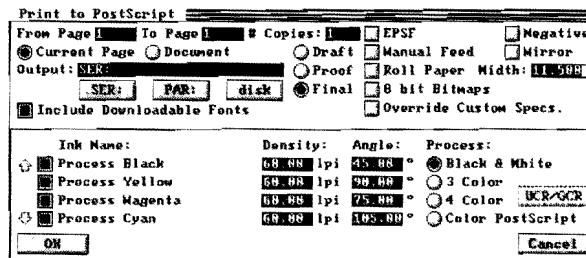 Print to PostScript
From Page 1 To Page 1 # Copies: 1 EPSF Negative
Current Page Document Draft Manual Feed Mirror
Output: SER: Proof Roll Paper Width: 11.500
SER: PAR: disk Final 8 bit Bitmaps
Include Downloadable Fonts Override Custom Specs.
Ink Name: Density: Angle: Process:
Process Black 60.00 lpi 45.00 ° Black & White
Process Yellow 60.00 lpi 90.00 ° 3 Color
Process Magenta 60.00 lpi 75.00 ° 4 Color UCR/GCR
Process Cyan 60.00 lpi 105.00 ° Color PostScript
OK Cancel